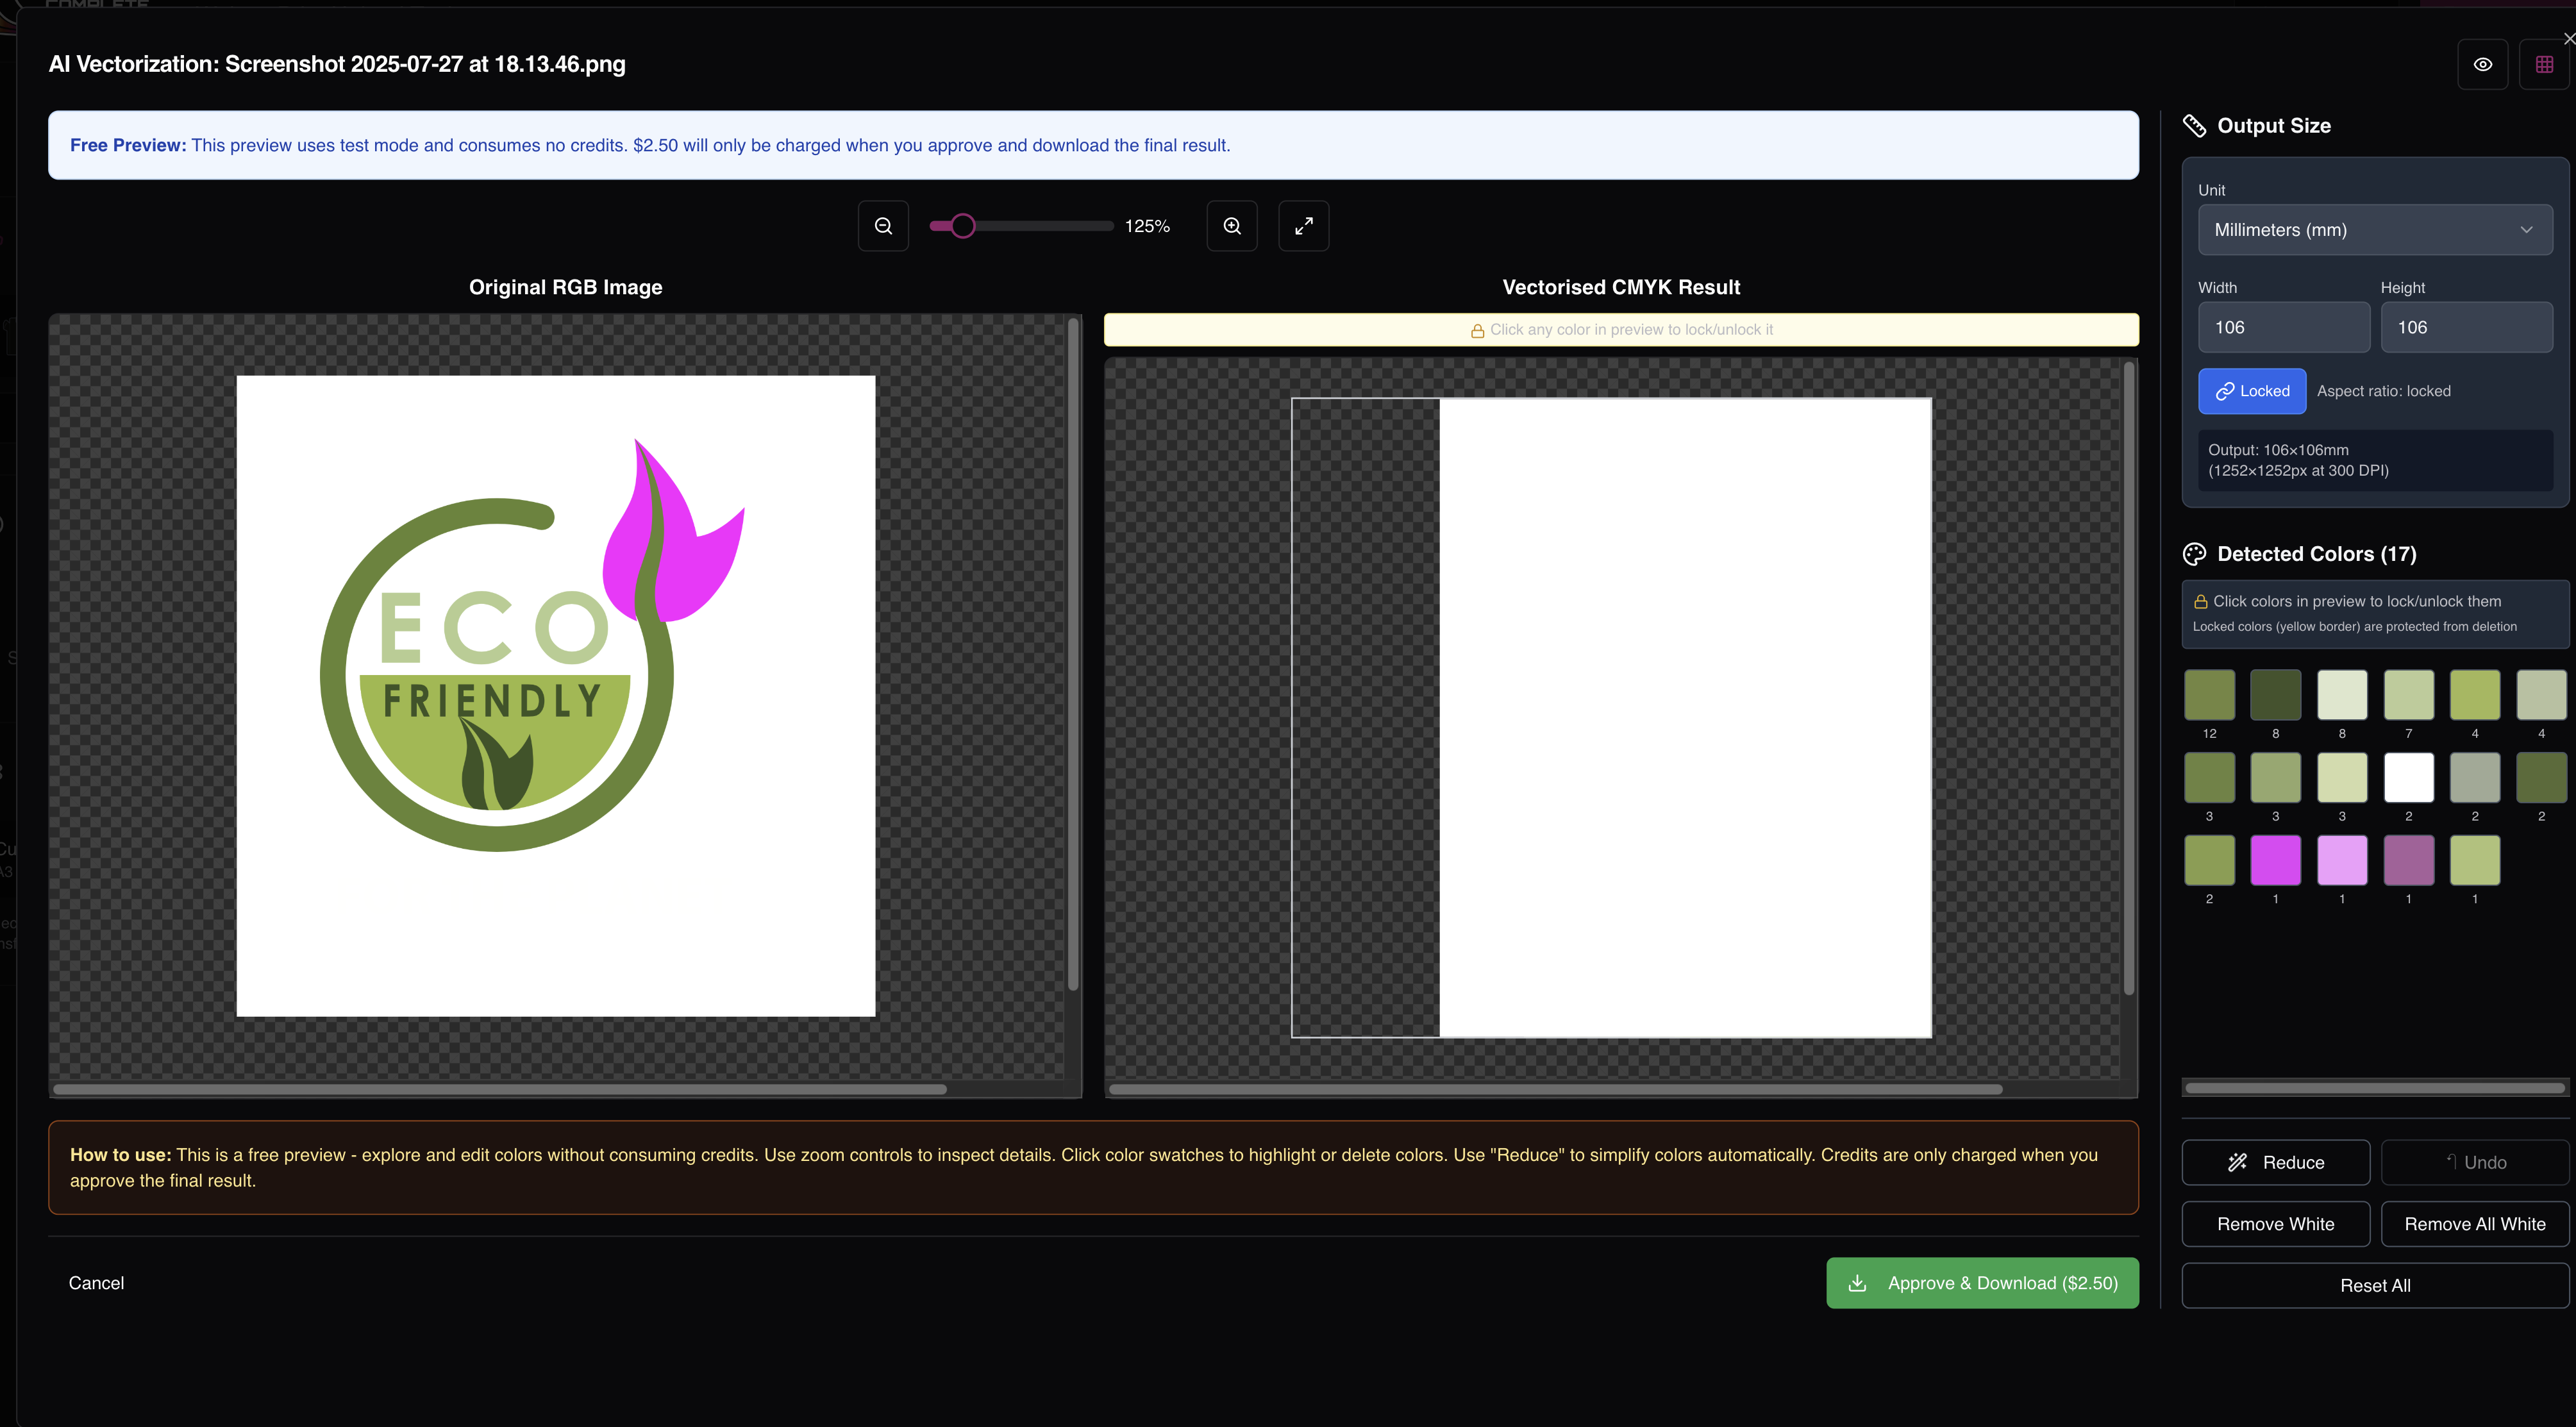 COMPLETE
AI Vectorization: Screenshot 2025-07-27 at 18.13.46.png
Free Preview: This preview uses test mode and consumes no credits. $2.50 will only be charged when you approve and download the final result.
125%
Original RGB Image
Vectorised CMYK Result
Click any color in preview to lock/unlock it
ECO
FRIENDLY
How to use: This is a free preview - explore and edit colors without consuming credits. Use zoom controls to inspect details. Click color swatches to highlight or delete colors. Use "Reduce" to simplify colors automatically. Credits are only charged when you
approve the final result.
Cancel
Approve & Download ($2.50)
Output Size
Unit
Millimeters (mm)
Width
Height
106
106
Locked
Aspect ratio: locked
Output: 106×106mm
(1252×1252px at 300 DPI)
Detected Colors (17)
Click colors in preview to lock/unlock them
Locked colors (yellow border) are protected from deletion
12
8
8
7
4
4
3
3
3
2
2
2
2
1
1
1
1
Reduce
Undo
Remove White
Remove All White
Reset All